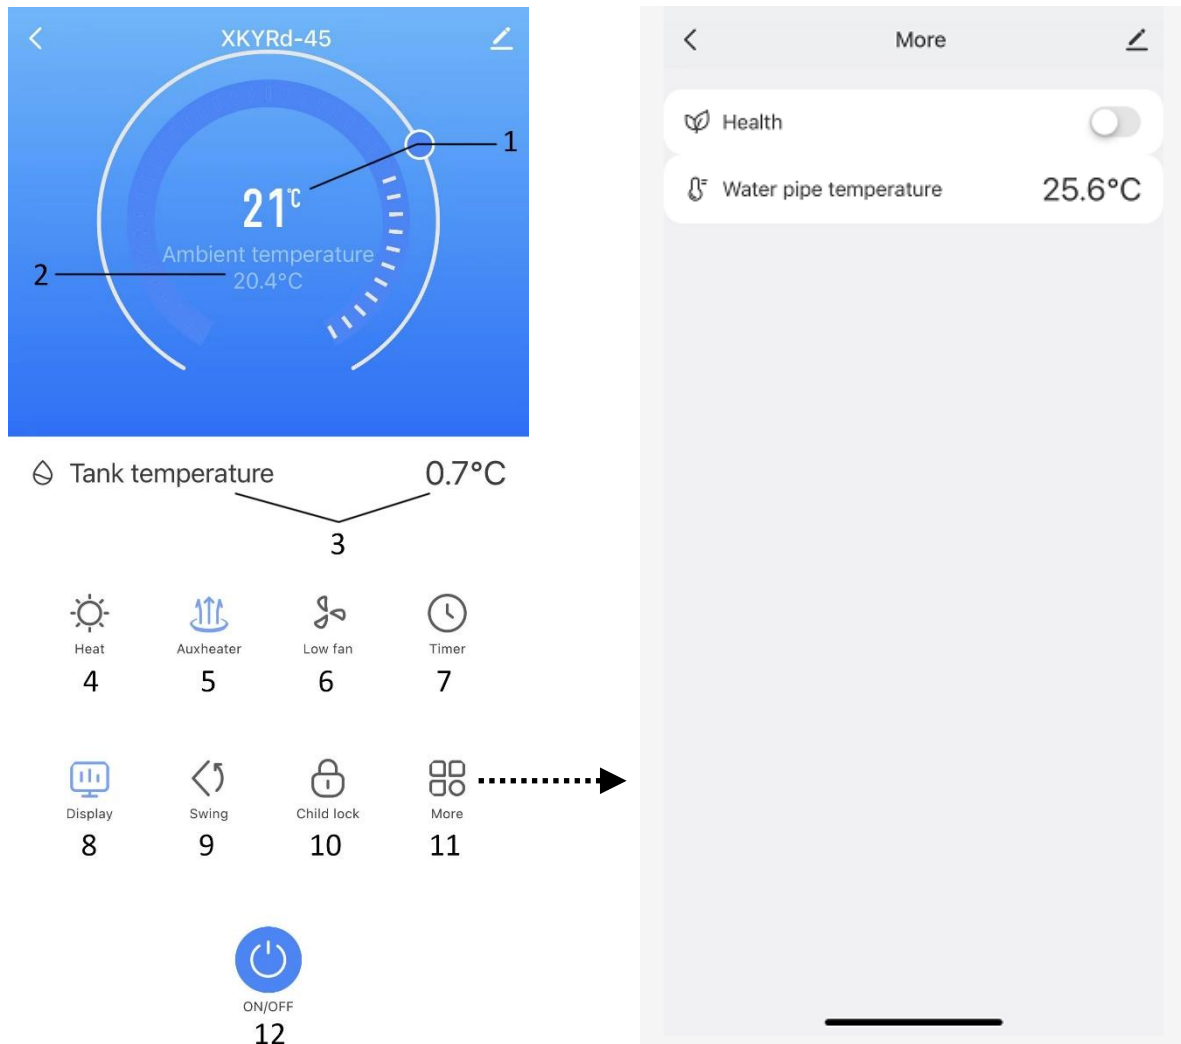 XKYRd-45
1
21°C
Ambient temperature
2
20.4°C
Tank temperature 0.7°C
3
Heat Auxheater Low fan Timer
4 5 6 7
Display Swing Child lock More
8 9 10 11
ON/OFF
12
More
Health
Water pipe temperature 25.6°C